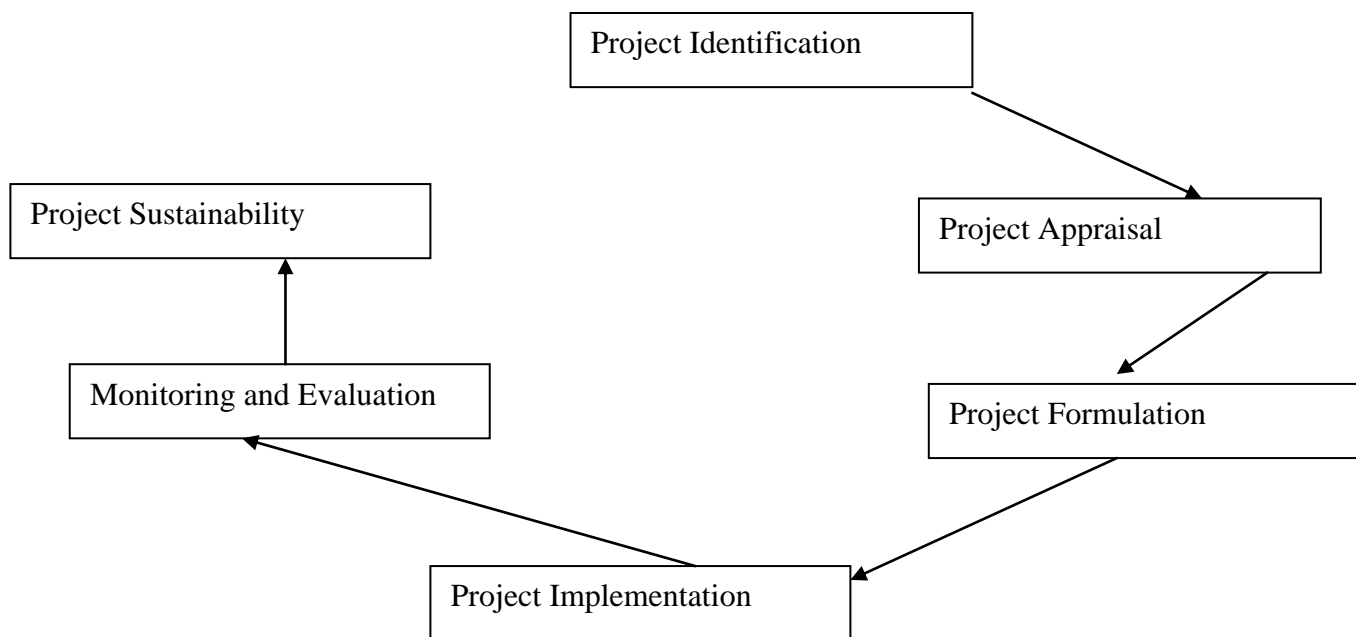 Project Identification
Project Appraisal
Project Formulation
Project Implementation
Monitoring and Evaluation
Project Sustainability